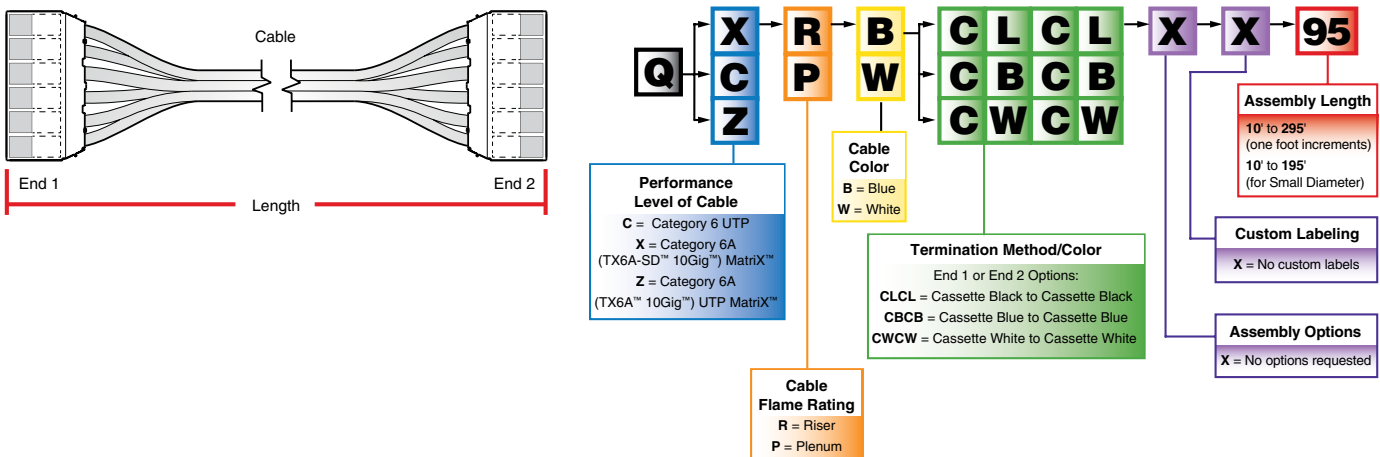 Cable
End 1
End 2
Length
Q
X R B C L C L X X 95
C P W C B C B
Z C W C W
Assembly Length
10' to 295'
(one foot increments)
10' to 195'
(for Small Diameter)
Cable
Color
B = Blue
W = White
Performance
Level of Cable
C = Category 6 UTP
X = Category 6A
(TX6A-SD™ 10Gig™) MatriX™
Z = Category 6A
(TX6A™ 10Gig™) UTP MatriX™
Termination Method/Color
End 1 or End 2 Options:
CLCL = Cassette Black to Cassette Black
CBCB = Cassette Blue to Cassette Blue
CWCW = Cassette White to Cassette White
Custom Labeling
X = No custom labels
Assembly Options
X = No options requested
Cable
Flame Rating
R = Riser
P = Plenum